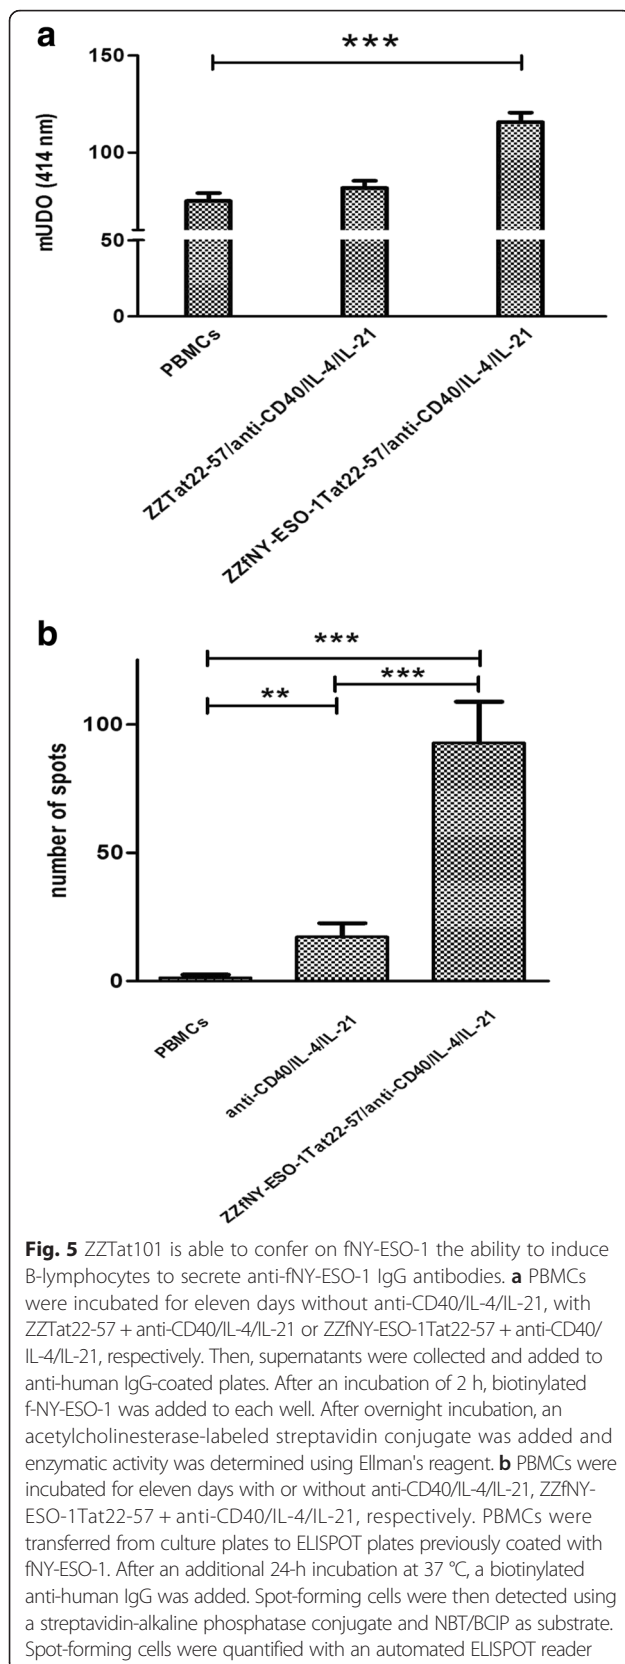 a
***
150
100
50
0
mUDO (414 nm)
PBMCs
ZZTat22-57/anti-CD40/IL-4/IL-21
ZZfNY-ESO-1Tat22-57/anti-CD40/IL-4/IL-21
b
***
***
**
100
50
0
number of spots
PBMCs
anti-CD40/IL-4/IL-21
ZZfNY-ESO-1Tat22-57/anti-CD40/IL-4/IL-21
Fig. 5 ZZTat101 is able to confer on fNY-ESO-1 the ability to induce
B-lymphocytes to secrete anti-fNY-ESO-1 IgG antibodies. a PBMCs
were incubated for eleven days without anti-CD40/IL-4/IL-21, with
ZZTat22-57 + anti-CD40/IL-4/IL-21 or ZZfNY-ESO-1Tat22-57 + anti-CD40/
IL-4/IL-21, respectively. Then, supernatants were collected and added to
anti-human IgG-coated plates. After an incubation of 2 h, biotinylated
f-NY-ESO-1 was added to each well. After overnight incubation, an
acetylcholinesterase-labeled streptavidin conjugate was added and
enzymatic activity was determined using Ellman's reagent. b PBMCs were
incubated for eleven days with or without anti-CD40/IL-4/IL-21, ZZfNY-
ESO-1Tat22-57 + anti-CD40/IL-4/IL-21, respectively. PBMCs were
transferred from culture plates to ELISPOT plates previously coated with
fNY-ESO-1. After an additional 24-h incubation at 37 °C, a biotinylated
anti-human IgG was added. Spot-forming cells were then detected using
a streptavidin-alkaline phosphatase conjugate and NBT/BCIP as substrate.
Spot-forming cells were quantified with an automated ELISPOT reader